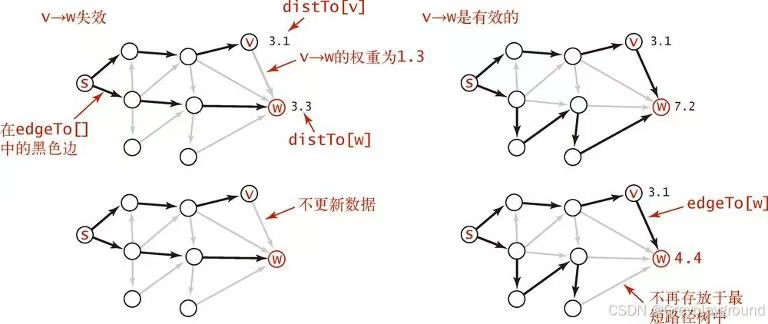 v→w失效
distTo[v]
v
3.1
v→w的权重为1.3
s
w
3.3
在edgeTo[]
中的黑色边
distTo[w]
v→w是有效的
v
3.1
s
w
7.2
v
不更新数据
s
w
v
3.1
edgeTo[w]
s
w
4.4
不再存放于最
短路径树中